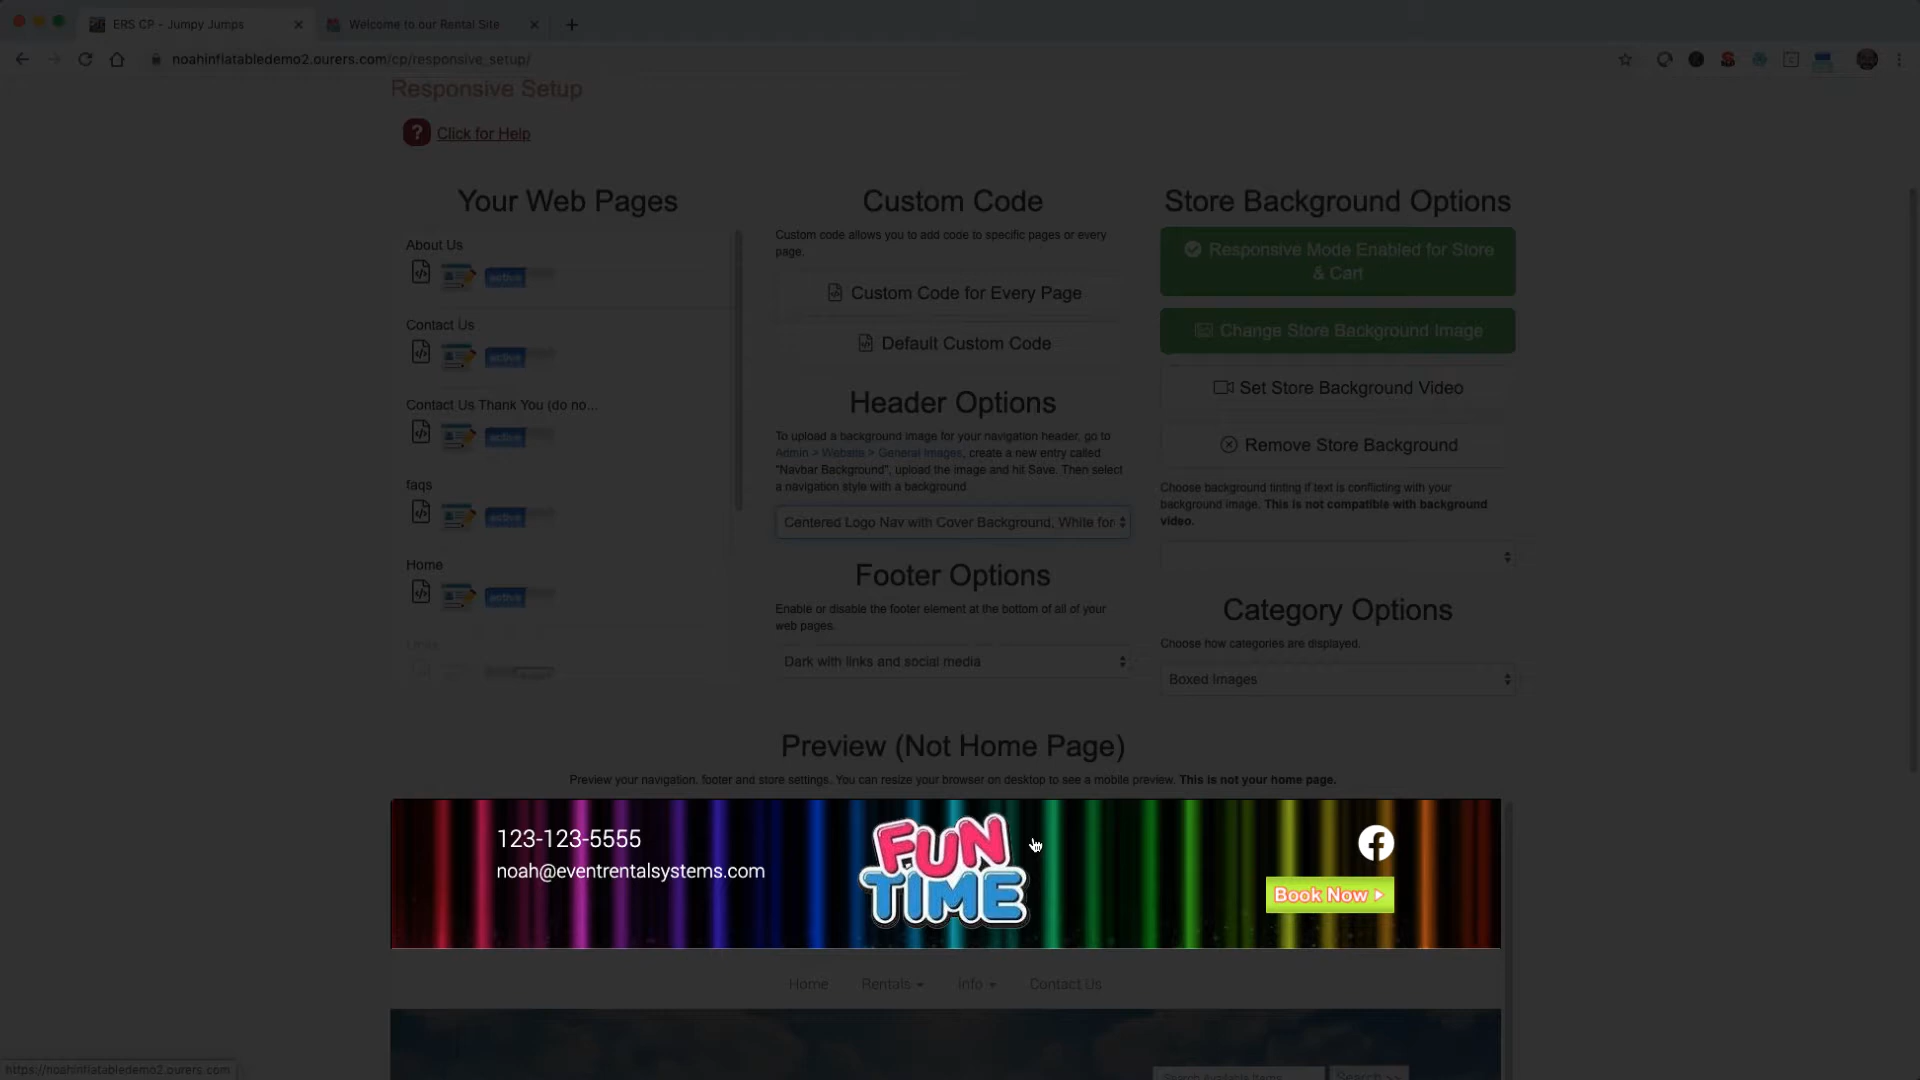 ERS CP - Jumpy Jumps
Welcome to our Rental Site
noahinflatabledemo2.ourers.com/cp/responsive_setup/
Responsive Setup
? Click for Help
Your Web Pages
About Us
active
Contact Us
active
Contact Us Thank You (do no...
active
faqs
active
Home
active
Links
Custom Code
Custom code allows you to add code to specific pages or every
page.
Custom Code for Every Page
Default Custom Code
Header Options
To upload a background image for your navigation header, go to
Admin > Website > General Images, create a new entry called
"Navbar Background", upload the image and hit Save. Then select
a navigation style with a background.
Centered Logo Nav with Cover Background, White for
Footer Options
Enable or disable the footer element at the bottom of all of your
web pages.
Dark with links and social media
Store Background Options
Responsive Mode Enabled for Store
& Cart
Change Store Background Image
Set Store Background Video
Remove Store Background
Choose background tinting if text is conflicting with your
background image. This is not compatible with background
video.
Category Options
Choose how categories are displayed.
Boxed Images
Preview (Not Home Page)
Preview your navigation, footer and store settings. You can resize your browser on desktop to see a mobile preview. This is not your home page.
123-123-5555
noah@eventrentalsystems.com
FUN
TIME
Book Now
Home Rentals Info Contact Us
Search Available Items Search >>
https://noahinflatabledemo2.ourers.com